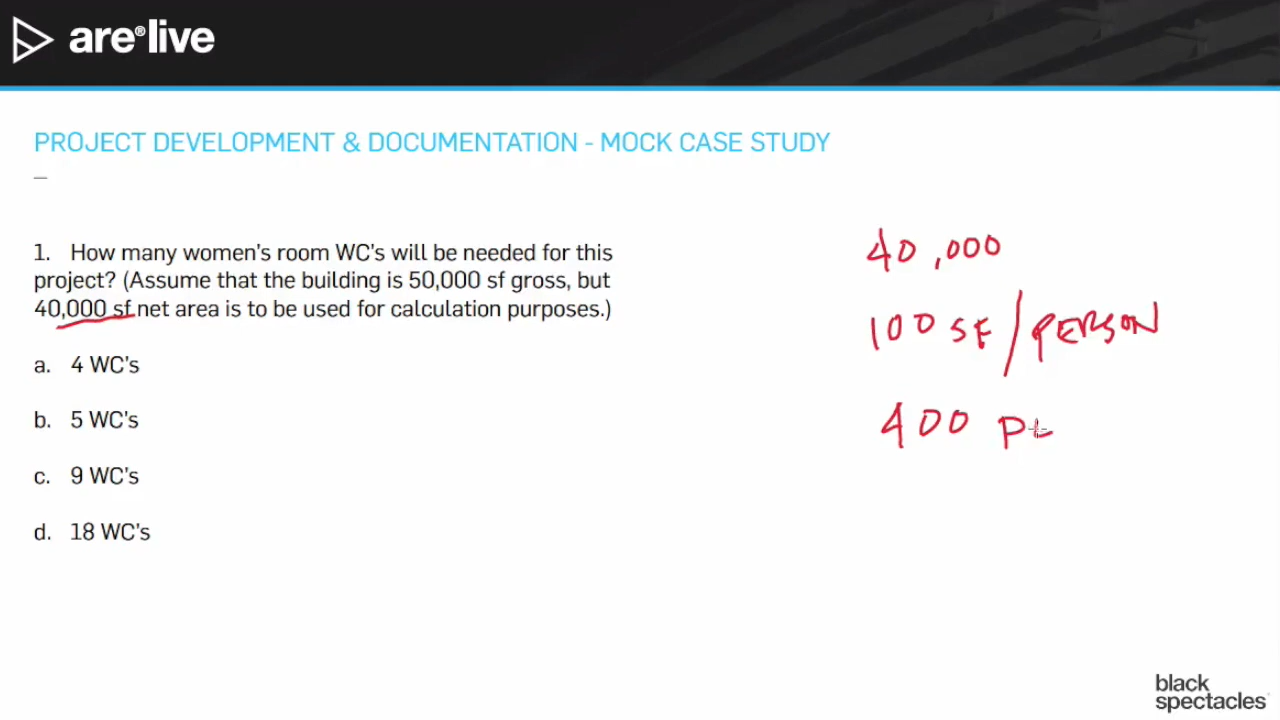 are®live
PROJECT DEVELOPMENT & DOCUMENTATION - MOCK CASE STUDY
1. How many women's room WC's will be needed for this
project? (Assume that the building is 50,000 sf gross, but
40,000 sf net area is to be used for calculation purposes.)
a. 4 WC's
b. 5 WC's
c. 9 WC's
d. 18 WC's
40,000
100 SF/PERSON
400
black
spectacles